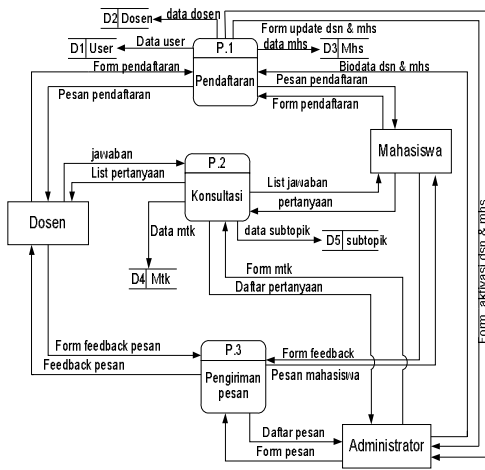 D2 Dosen
data dosen
Form update dsn & mhs
D1 User
Data user
P.1
Pendaftaran
data mhs
D3 Mhs
Form pendaftaran
Biodata dsn & mhs
Pesan pendaftaran
Pesan pendaftaran
Form pendaftaran
Mahasiswa
jawaban
P.2
Konsultasi
List pertanyaan
List jawaban
pertanyaan
Dosen
Data mtk
data subtopik
D5 subtopik
D4 Mtk
Form mtk
Daftar pertanyaan
Form aktivasi dsn & mhs
Form feedback pesan
Feedback pesan
P.3
Pengiriman
pesan
Form feedback
Pesan mahasiswa
Daftar pesan
Form pesan
Administrator